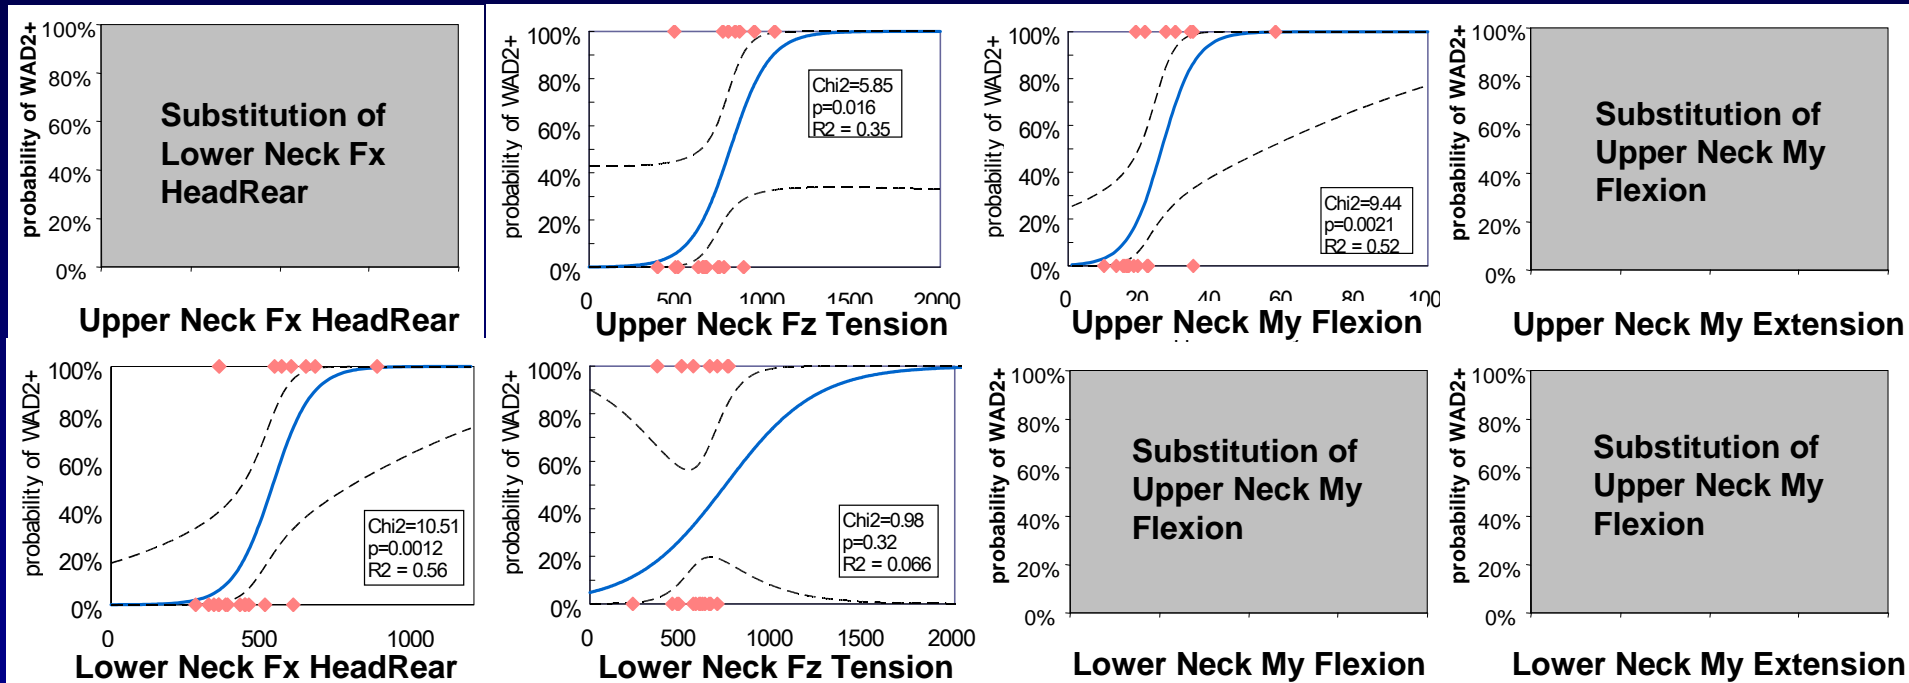 probability of WAD2+
100%
80%
60%
40%
20%
0%
Substitution of
Lower Neck Fx
HeadRear
Upper Neck Fx HeadRear
probability of WAD2+
100%
80%
60%
40%
20%
0%
Chi2=5.85
p=0.016
R2 = 0.35
0 500 1000 1500 2000
Upper Neck Fz Tension
probability of WAD2+
100%
80%
60%
40%
20%
0%
Chi2=9.44
p=0.0021
R2 = 0.52
0 20 40 60 80 100
Upper Neck My Flexion
probability of WAD2+
100%
80%
60%
40%
20%
0%
Substitution of
Upper Neck My
Flexion
Upper Neck My Extension
probability of WAD2+
100%
80%
60%
40%
20%
0%
Chi2=10.51
p=0.0012
R2 = 0.56
0 500 1000
Lower Neck Fx HeadRear
probability of WAD2+
100%
80%
60%
40%
20%
0%
Chi2=0.98
p=0.32
R2 = 0.066
0 500 1000 1500 2000
Lower Neck Fz Tension
probability of WAD2+
100%
80%
60%
40%
20%
0%
Substitution of
Upper Neck My
Flexion
Lower Neck My Flexion
probability of WAD2+
100%
80%
60%
40%
20%
0%
Substitution of
Upper Neck My
Flexion
Lower Neck My Extension